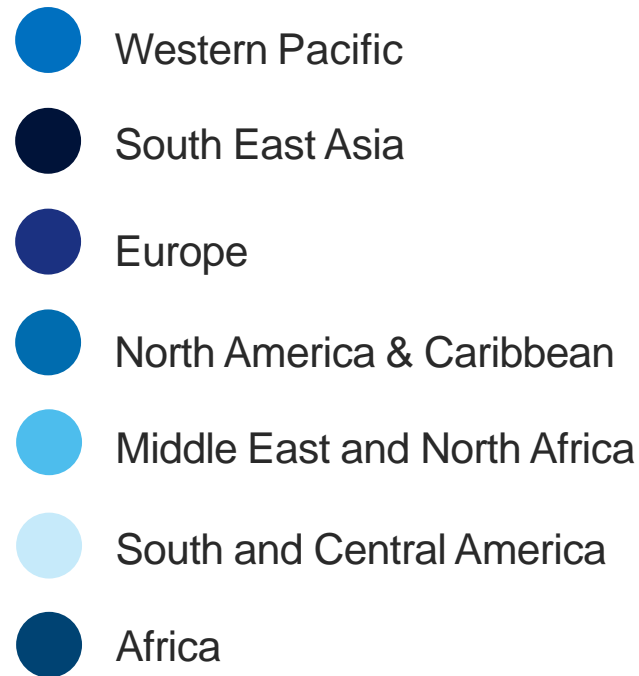 Western Pacific
South East Asia
Europe
North America & Caribbean
Middle East and North Africa
South and Central America
Africa